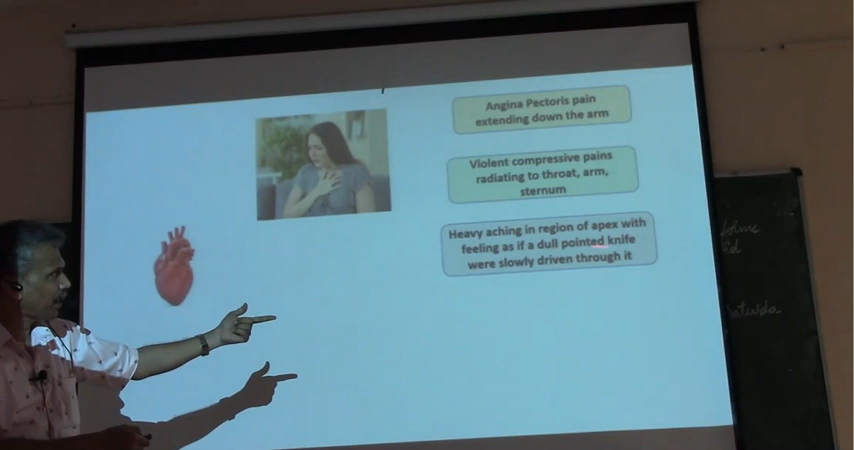 Angina Pectoris pain
extending down the arm
Violent compressive pains
radiating to throat, arm,
sternum
Heavy aching in region of apex with
feeling as if a dull pointed knife
were slowly driven through it